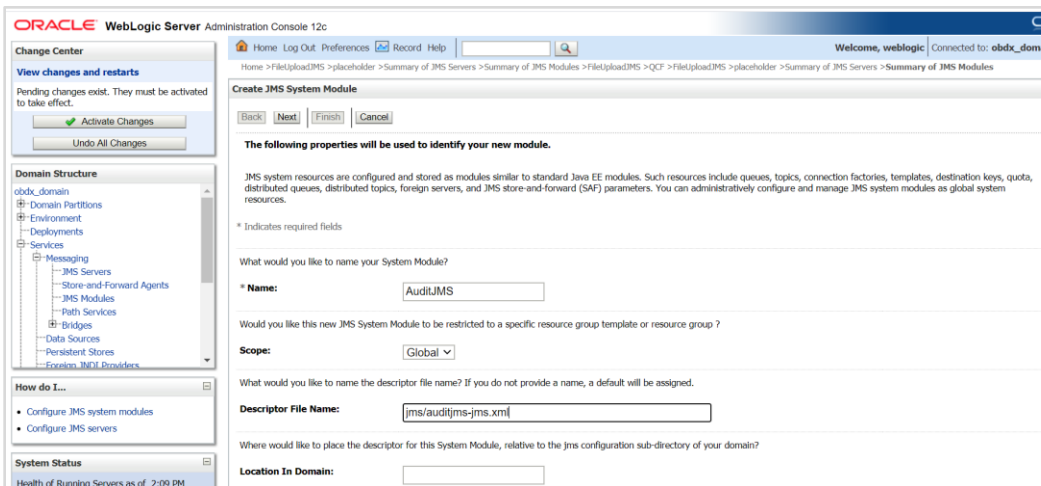 ORACLE WebLogic Server Administration Console 12c
Change Center
View changes and restarts
Pending changes exist. They must be activated
to take effect.
Activate Changes
Undo All Changes
Domain Structure
obdx_domain
Domain Partitions
Environment
Deployments
Services
Messaging
JMS Servers
Store-and-Forward Agents
JMS Modules
Path Services
Bridges
Data Sources
Persistent Stores
Foreign JNDI Providers
How do I...
Configure JMS system modules
Configure JMS servers
System Status
Health of Running Servers as of 2:09 PM
Home Log Out Preferences Record Help
Welcome, weblogic Connected to: obdx_dom
Home >FileUploadJMS >placeholder >Summary of JMS Servers >Summary of JMS Modules >FileUploadJMS >QCF >FileUploadJMS >placeholder >Summary of JMS Servers >Summary of JMS Modules
Create JMS System Module
Back Next Finish Cancel
The following properties will be used to identify your new module.
JMS system resources are configured and stored as modules similar to standard Java EE modules. Such resources include queues, topics, connection factories, templates, destination keys, quota,
distributed queues, distributed topics, foreign servers, and JMS store-and-forward (SAF) parameters. You can administratively configure and manage JMS system modules as global system
resources.
* Indicates required fields
What would you like to name your System Module?
* Name: AuditJMS
Would you like this new JMS System Module to be restricted to a specific resource group template or resource group ?
Scope: Global
What would you like to name the descriptor file name? If you do not provide a name, a default will be assigned.
Descriptor File Name: jms/auditjms-jms.xml
Where would like to place the descriptor for this System Module, relative to the jms configuration sub-directory of your domain?
Location In Domain: